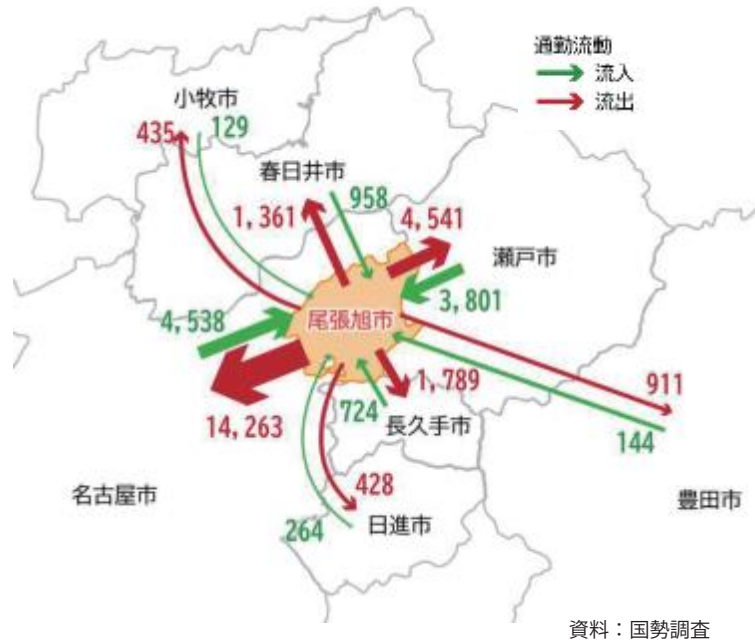 通勤流動
流入
流出
小牧市
435
129
春日井市
1,361
958
4,541
瀬戸市
3,801
4,538
尾張旭市
14,263
724
1,789
長久手市
911
144
名古屋市
428
264
日進市
豊田市
資料：国勢調査